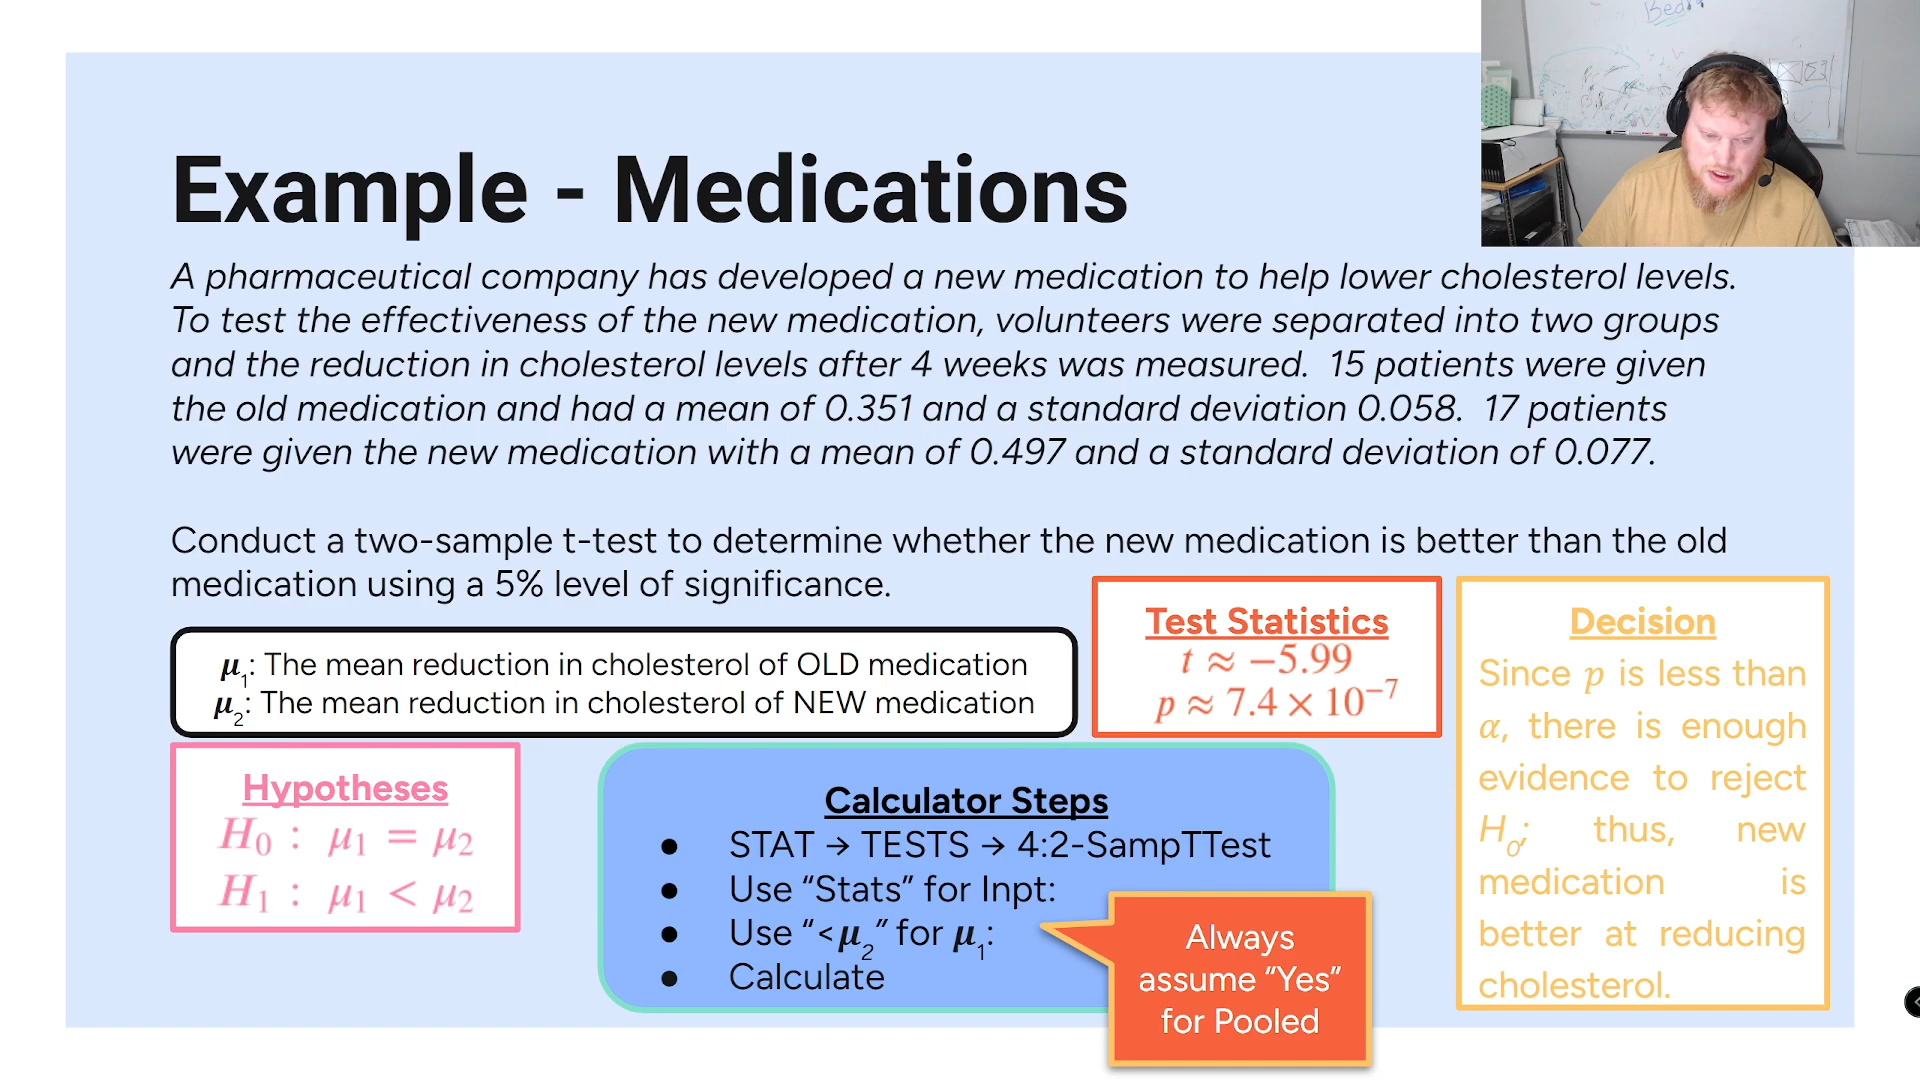 Bed
Example - Medications
A pharmaceutical company has developed a new medication to help lower cholesterol levels.
To test the effectiveness of the new medication, volunteers were separated into two groups
and the reduction in cholesterol levels after 4 weeks was measured. 15 patients were given
the old medication and had a mean of 0.351 and a standard deviation 0.058. 17 patients
were given the new medication with a mean of 0.497 and a standard deviation of 0.077.
Conduct a two-sample t-test to determine whether the new medication is better than the old
medication using a 5% level of significance.
μ₁: The mean reduction in cholesterol of OLD medication
μ₂: The mean reduction in cholesterol of NEW medication
Test Statistics
t ≈ −5.99
p ≈ 7.4 × 10⁻⁷
Decision
Since p is less than
α, there is enough
evidence to reject
H₀; thus, new
medication is
better at reducing
cholesterol.
Hypotheses
H₀ : μ₁ = μ₂
H₁ : μ₁ < μ₂
Calculator Steps
● STAT → TESTS → 4:2-SampTTest
● Use “Stats” for Inpt:
● Use “<μ₂” for μ₁:
● Calculate
Always
assume “Yes”
for Pooled